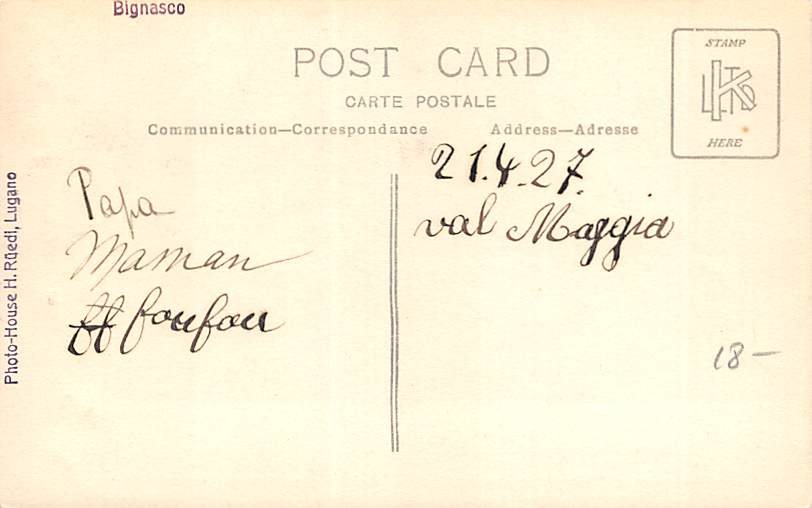 Bignasco
POST CARD
CARTE POSTALE
Communication—Correspondance
Address—Adresse
STAMP
HERE
Photo-House H. Rüedi, Lugano
Papa
Maman
fonfon
21.4.27.
val Maggia
18—